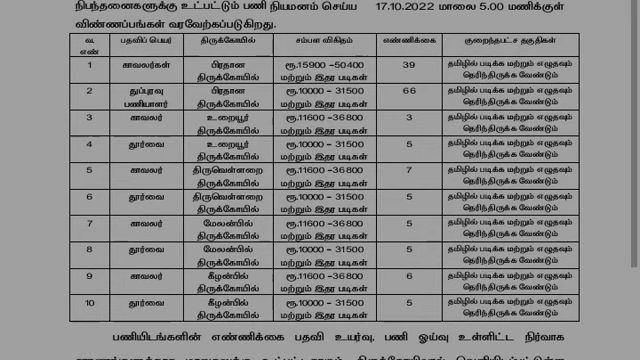 நிபந்தனைகளுக்கு உட்பட்டும் பணி நியமனம் செய்ய 17.10.2022 மாலை 5.00 மணிக்குள்
விண்ணப்பங்கள் வரவேற்கப்படுகிறது.
வ. எண் பதவிப் பெயர் திருக்கோயில் சம்பள விகிதம் எண்ணிக்கை குறைந்தபட்ச தகுதிகள்
1 காவலர்கள் பிரதான ரூ.15900 -50400 39 தமிழில் படிக்க மற்றும் எழுதவும்
திருக்கோயில் மற்றும் இதர படிகள் தெரிந்திருக்க வேண்டும்
2 துப்புரவு பிரதான ரூ.10000 - 31500 66 தமிழில் படிக்க மற்றும் எழுதவும்
பணியாளர் திருக்கோயில் மற்றும் இதர படிகள் தெரிந்திருக்க வேண்டும்
3 காவலர் உறையூர் ரூ.11600 -36800 3 தமிழில் படிக்க மற்றும் எழுதவும்
திருக்கோயில் மற்றும் இதர படிகள் தெரிந்திருக்க வேண்டும்
4 தூர்வை உறையூர் ரூ.10000 - 31500 5 தமிழில் படிக்க மற்றும் எழுதவும்
திருக்கோயில் மற்றும் இதர படிகள் தெரிந்திருக்க வேண்டும்
5 காவலர் திருவெள்ளறை ரூ.11600 -36800 7 தமிழில் படிக்க மற்றும் எழுதவும்
திருக்கோயில் மற்றும் இதர படிகள் தெரிந்திருக்க வேண்டும்
6 தூர்வை திருவெள்ளறை ரூ.10000 - 31500 5 தமிழில் படிக்க மற்றும் எழுதவும்
திருக்கோயில் மற்றும் இதர படிகள் தெரிந்திருக்க வேண்டும்
7 காவலர் மேலன்பில் ரூ.11600 -36800 5 தமிழில் படிக்க மற்றும் எழுதவும்
திருக்கோயில் மற்றும் இதர படிகள் தெரிந்திருக்க வேண்டும்
8 தூர்வை மேலன்பில் ரூ.10000 - 31500 5 தமிழில் படிக்க மற்றும் எழுதவும்
திருக்கோயில் மற்றும் இதர படிகள் தெரிந்திருக்க வேண்டும்
9 காவலர் கீழன்பில் ரூ.11600 -36800 6 தமிழில் படிக்க மற்றும் எழுதவும்
திருக்கோயில் மற்றும் இதர படிகள் தெரிந்திருக்க வேண்டும்
10 தூர்வை கீழன்பில் ரூ.10000 - 31500 5 தமிழில் படிக்க மற்றும் எழுதவும்
திருக்கோயில் மற்றும் இதர படிகள் தெரிந்திருக்க வேண்டும்
பணியிடங்களின் எண்ணிக்கை பதவி உயர்வு, பணி ஓய்வு உள்ளிட்ட நிர்வாக